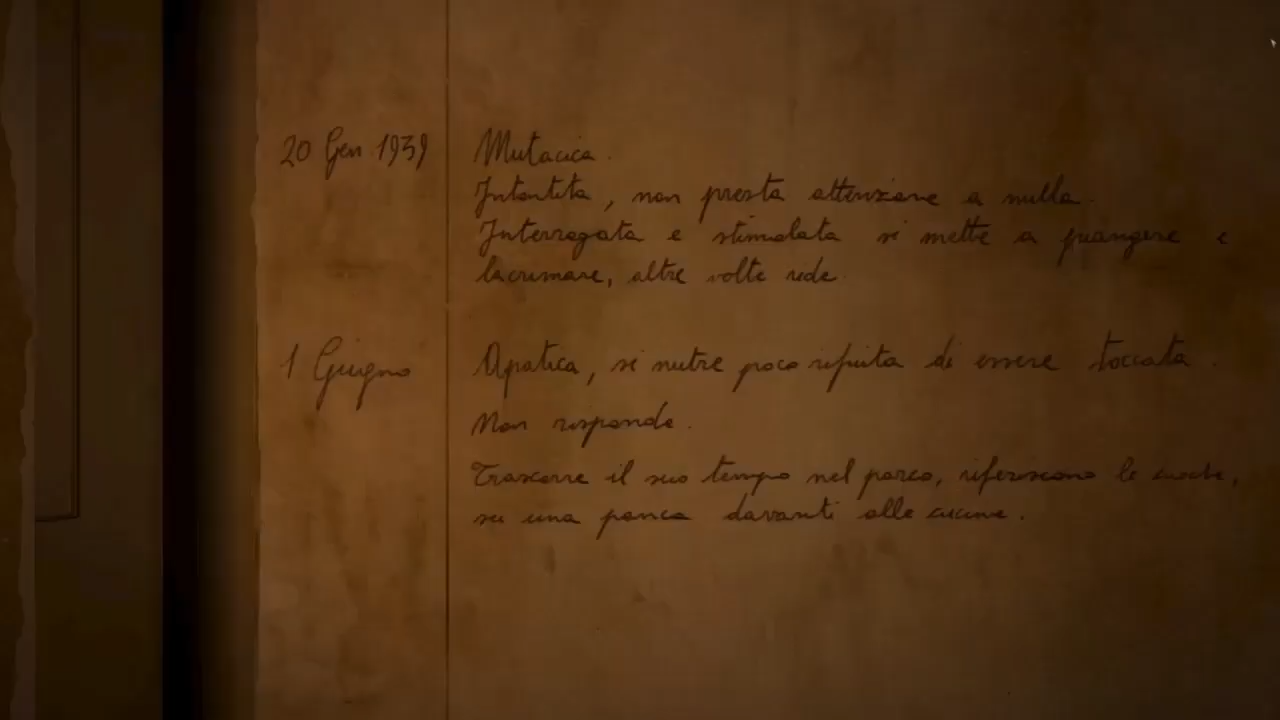 20 Gen 1939 Mutacica.
Intontita, non presta attenzione a nulla.
Interrogata e stimolata si mette a piangere e
lacrimare, altre volte ride.
1 Giugno Apatica, si nutre poco rifiuta di essere toccata.
Non risponde.
Trascorre il suo tempo nel parco, riferiscono le cuoche,
su una panca davanti alle cucine.